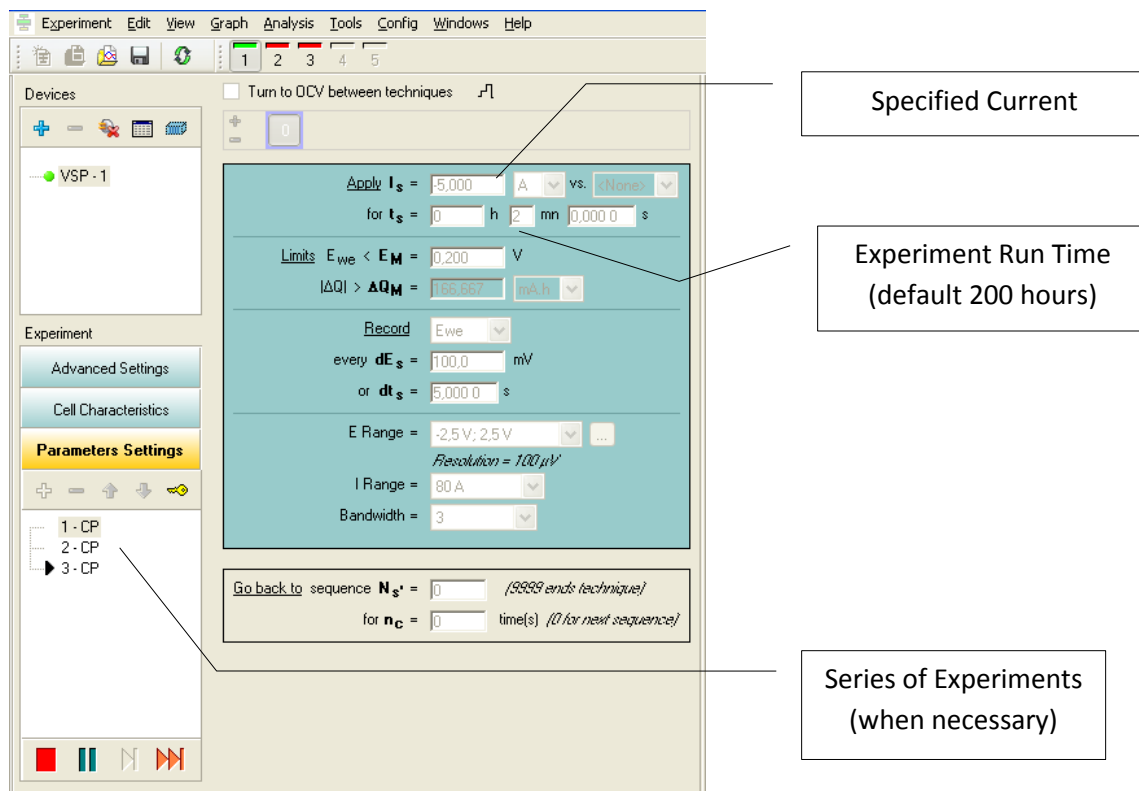 Experiment Edit View Graph Analysis Tools Config Windows Help
1 2 3 4 5
Devices
VSP - 1
Turn to OCV between techniques
0
Apply Is = -5,000 A vs. <None>
for ts = 0 h 2 mn 0,000 0 s
Limits Ewe < EM = 0,200 V
|ΔQ| > ΔQM = 166,667 mA.h
Record Ewe
every dEs = 100,0 mV
or dts = 5,000 0 s
E Range = -2,5 V; 2,5 V ...
Resolution = 100 µV
I Range = 80 A
Bandwidth = 3
Experiment
Advanced Settings
Cell Characteristics
Parameters Settings
1 - CP
2 - CP
3 - CP
Go back to sequence Ns' = 0 (9999 ends technique)
for nc = 0 time(s) (0 for next sequence)
Specified Current
Experiment Run Time
(default 200 hours)
Series of Experiments
(when necessary)